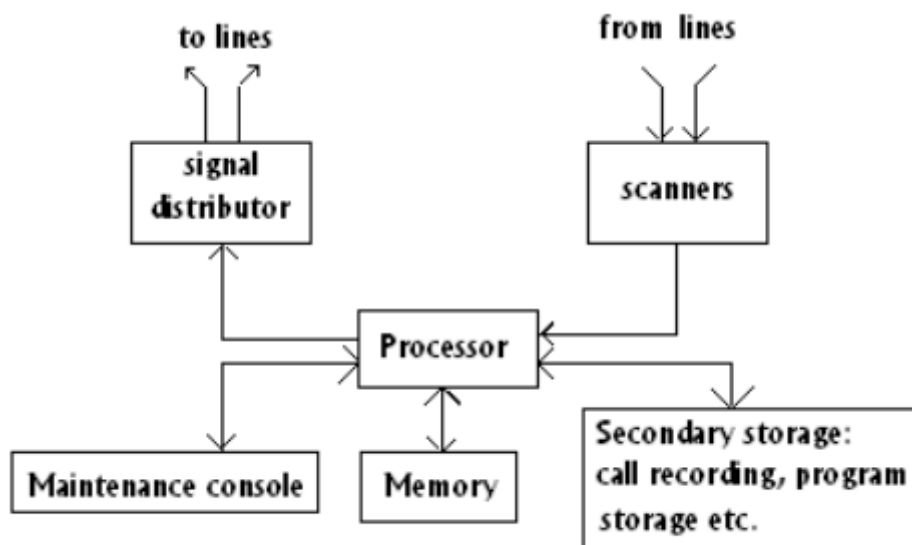 to lines
from lines
signal
distributor
scanners
Processor
Maintenance console
Memory
Secondary storage:
call recording, program
storage etc.